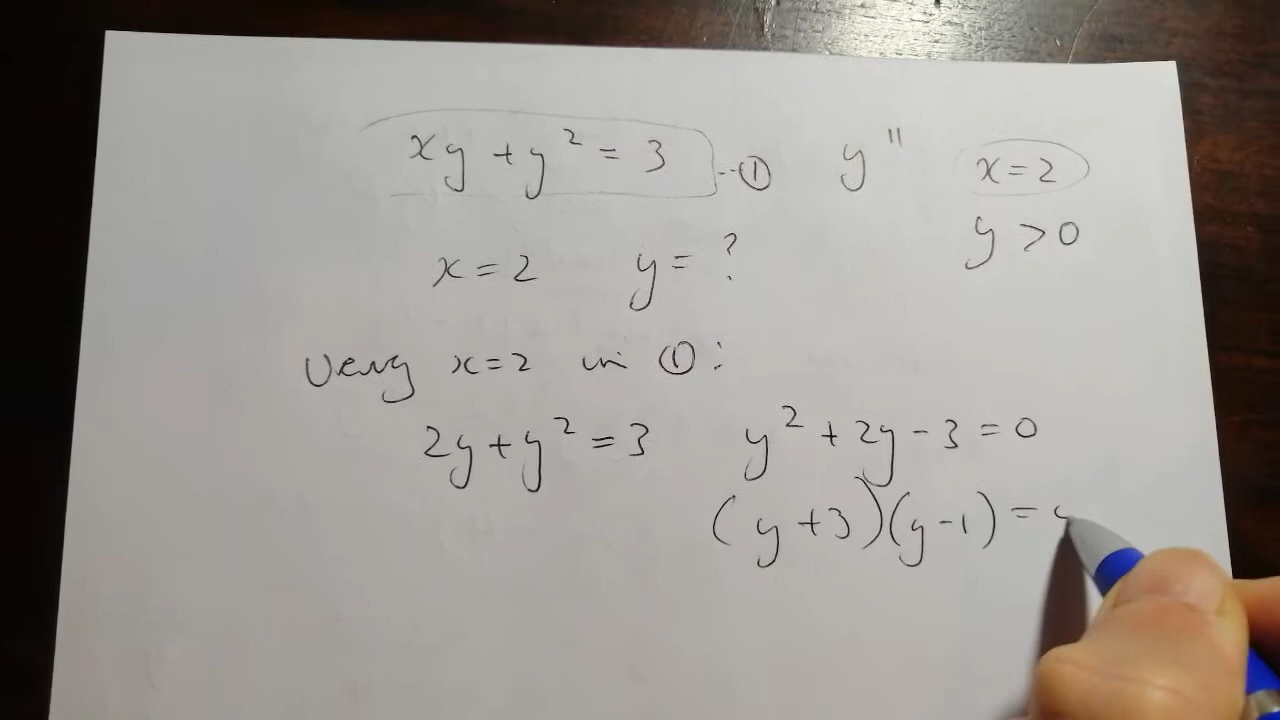 xy + y² = 3 --① y'' x = 2
y > 0
x = 2 y = ?
Using x = 2 in ① :
2y + y² = 3 y² + 2y - 3 = 0
(y + 3)(y - 1) =